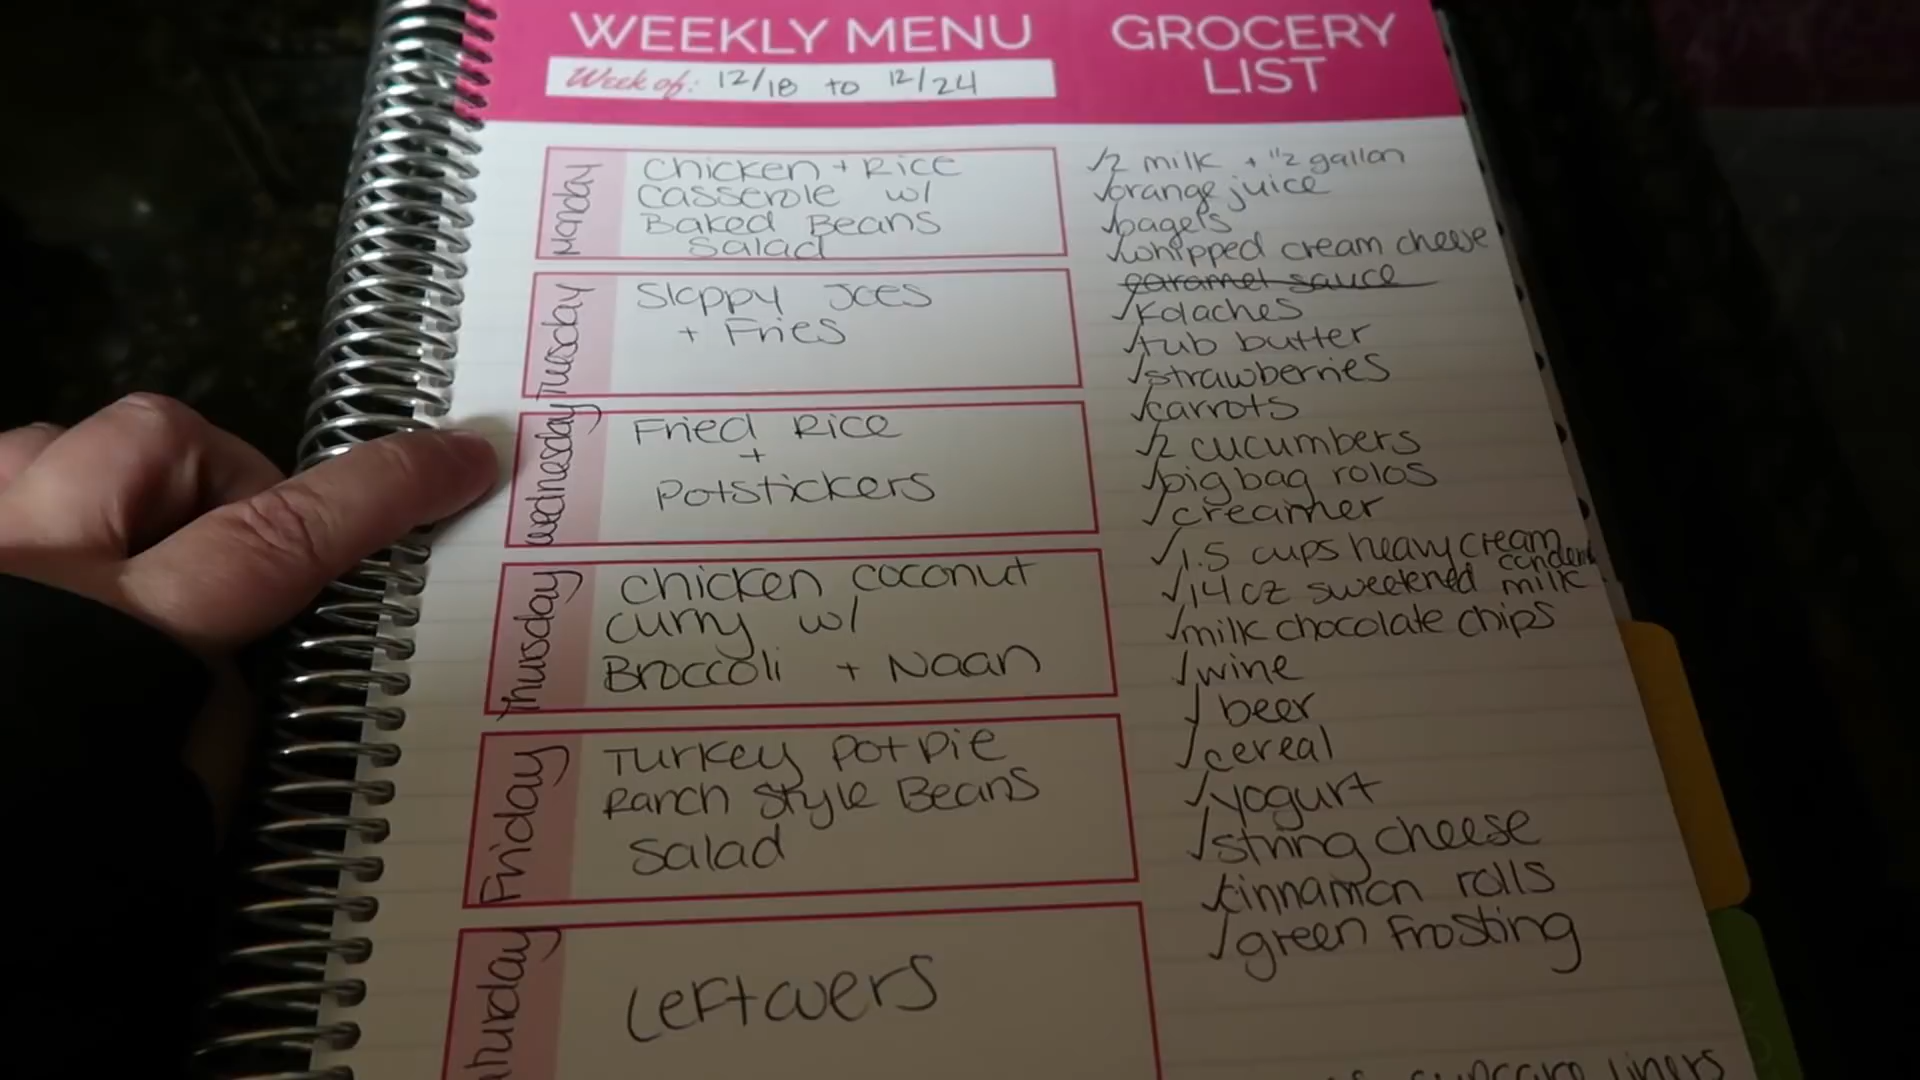 WEEKLY MENU
Week of: 12/18 to 12/24
Monday
Chicken + Rice
Casserole w/
Baked Beans
Salad
Tuesday
Sloppy Joes
+ Fries
Wednesday
Fried Rice
+
Potstickers
Thursday
Chicken Coconut
Curry w/
Broccoli + Naan
Friday
Turkey Pot Pie
Ranch Style Beans
Salad
turday
Leftovers
GROCERY
LIST
✓2 milk + 1/2 gallon
✓orange juice
✓bagels
✓whipped cream cheese
caramel sauce
✓kolaches
✓tub butter
✓strawberries
✓carrots
✓2 cucumbers
✓big bag rolos
✓creamer
✓1.5 cups heavy cream
✓14 oz sweetened milk
✓milk chocolate chips
✓wine
✓beer
✓cereal
✓yogurt
✓string cheese
✓cinnamon rolls
✓green frosting
cupcake liners